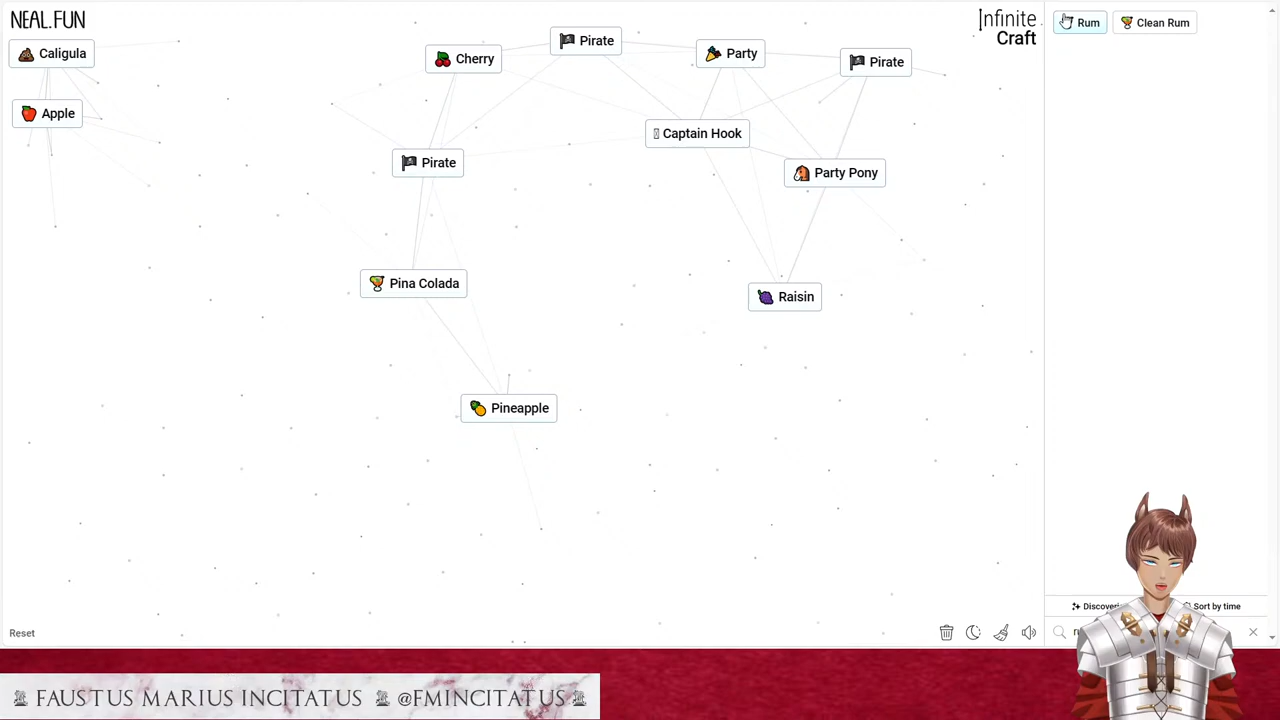 NEAL.FUN
Infinite
Craft
Caligula
Apple
Cherry
Pirate
Party
Pirate
Captain Hook
Pirate
Party Pony
Pina Colada
Raisin
Pineapple
Rum
Clean Rum
Sort by time
Reset
FAUSTUS MARIUS INCITATUS @FMINCITATUS